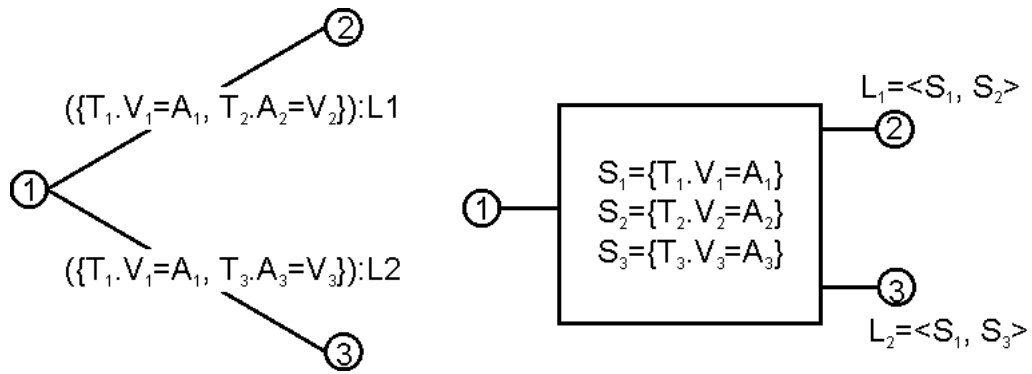 2
({T₁.V₁=A₁, T₂.A₂=V₂}):L1
1
({T₁.V₁=A₁, T₃.A₃=V₃}):L2
3
L₁=<S₁, S₂>
2
S₁={T₁.V₁=A₁}
1
S₂={T₂.V₂=A₂}
S₃={T₃.V₃=A₃}
3
L₂=<S₁, S₃>